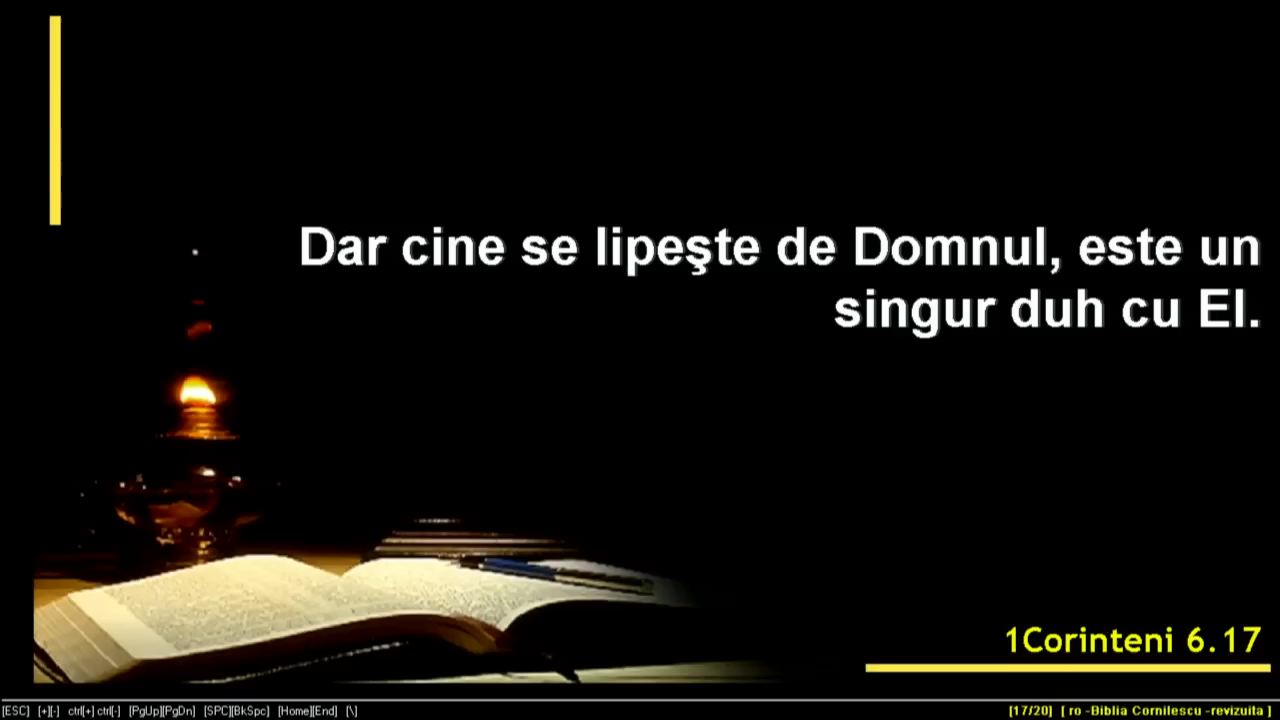 Dar cine se lipeşte de Domnul, este un
singur duh cu El.
1Corinteni 6.17
[ESC] [+][-] ctrl[+] ctrl[-] [PgUp][PgDn] [SPC][BkSpc] [Home][End] [\] [17/20] [ ro -Biblia Cornilescu -revizuita ]